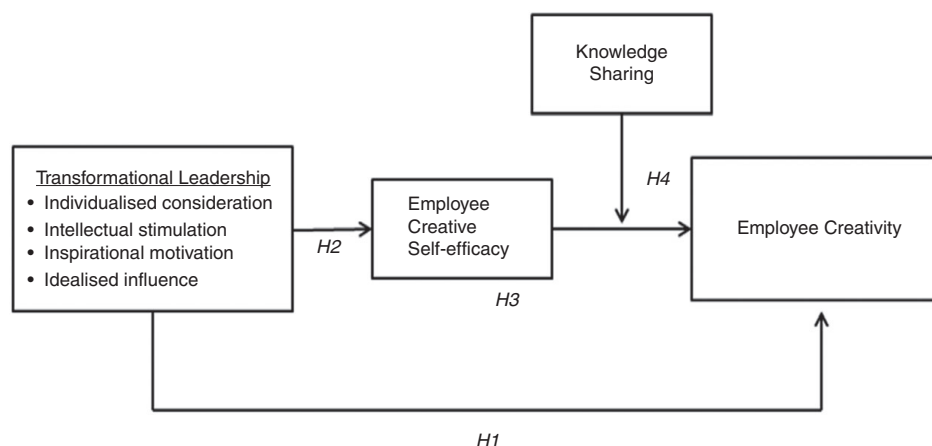 Knowledge
Sharing
Transformational Leadership
• Individualised consideration
• Intellectual stimulation
• Inspirational motivation
• Idealised influence
H2
Employee
Creative
Self-efficacy
H3
H4
Employee Creativity
H1